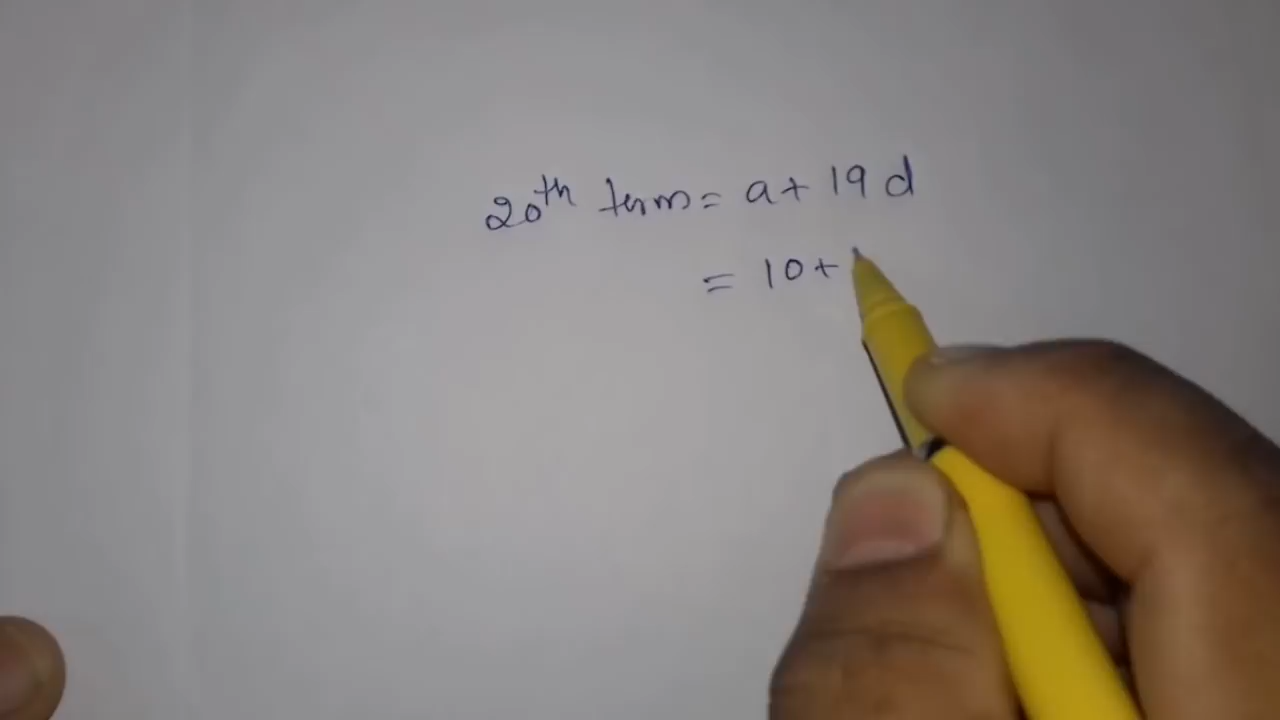 20th term = a + 19 d
= 10 +